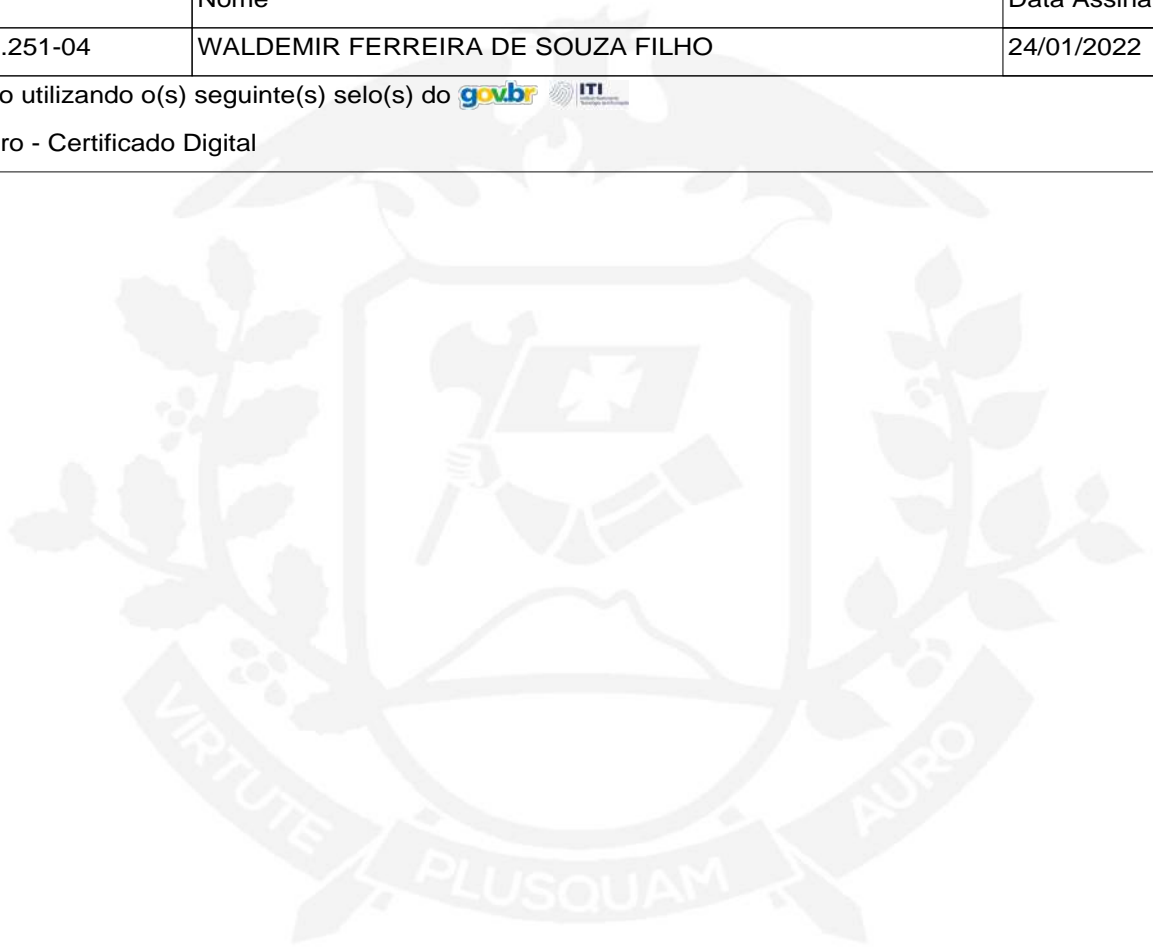 Nome Data Assina
.251-04 WALDEMIR FERREIRA DE SOUZA FILHO 24/01/2022
o utilizando o(s) seguinte(s) selo(s) do gov.br ITI
ro - Certificado Digital
VIRTUTE PLUSQUAM AURO